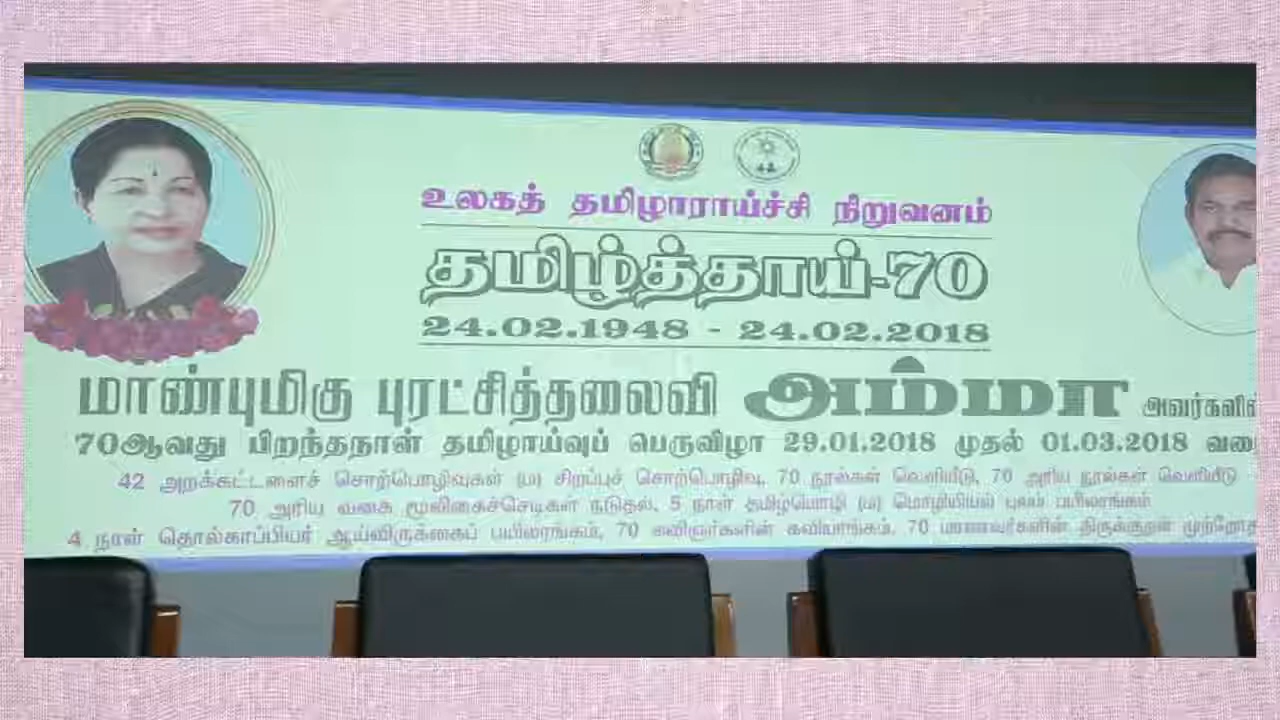 உலகத் தமிழாராய்ச்சி நிறுவனம்
தமிழ்த்தாய்-70
24.02.1948 - 24.02.2018
மாண்புமிகு புரட்சித்தலைவி அம்மா அவர்களின்
70ஆவது பிறந்தநாள் தமிழாய்வுப் பெருவிழா 29.01.2018 முதல் 01.03.2018 வரை
42 அறக்கட்டளைச் சொற்பொழிவுகள் (ம) சிறப்புச் சொற்பொழிவு, 70 நூல்கள் வெளியீடு, 70 அரிய நூல்கள் வெளியீடு
70 அரிய வகை மூலிகைச்செடிகள் நடுதல், 5 நாள் தமிழ்மொழி (ம) மொழியியல் புலம் பயிலரங்கம்
4 நாள் தொல்காப்பியர் ஆய்விருக்கைப் பயிலரங்கம், 70 கவிஞர்களின் கவியரங்கம், 70 மாணவர்களின் திருக்குறள்